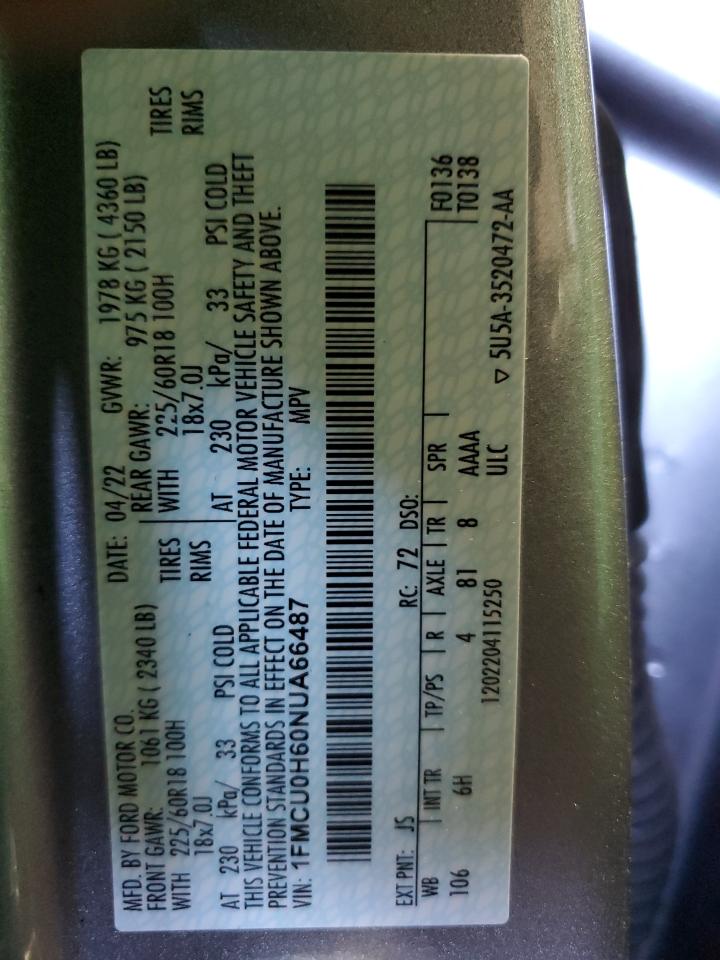 MFD. BY FORD MOTOR CO. DATE: 04/22 GVWR: 1978 KG ( 4360 LB)
FRONT GAWR: 1061 KG ( 2340 LB) REAR GAWR: 975 KG ( 2150 LB)
WITH 225/60R18 100H TIRES WITH 225/60R18 100H TIRES
18x7.0J RIMS 18x7.0J RIMS
AT 230 kPa/ 33 PSI COLD AT 230 kPa/ 33 PSI COLD
THIS VEHICLE CONFORMS TO ALL APPLICABLE FEDERAL MOTOR VEHICLE SAFETY AND THEFT
PREVENTION STANDARDS IN EFFECT ON THE DATE OF MANUFACTURE SHOWN ABOVE.
VIN: 1FMCU0H60NUA66487 TYPE: MPV
EXT PNT: JS RC: 72 DSO:
WB INT TR TP/PS R AXLE TR SPR F0136
106 6H 4 81 8 AAAA T0138
1202204115250 ULC
▽ 5U5A-3520472-AA